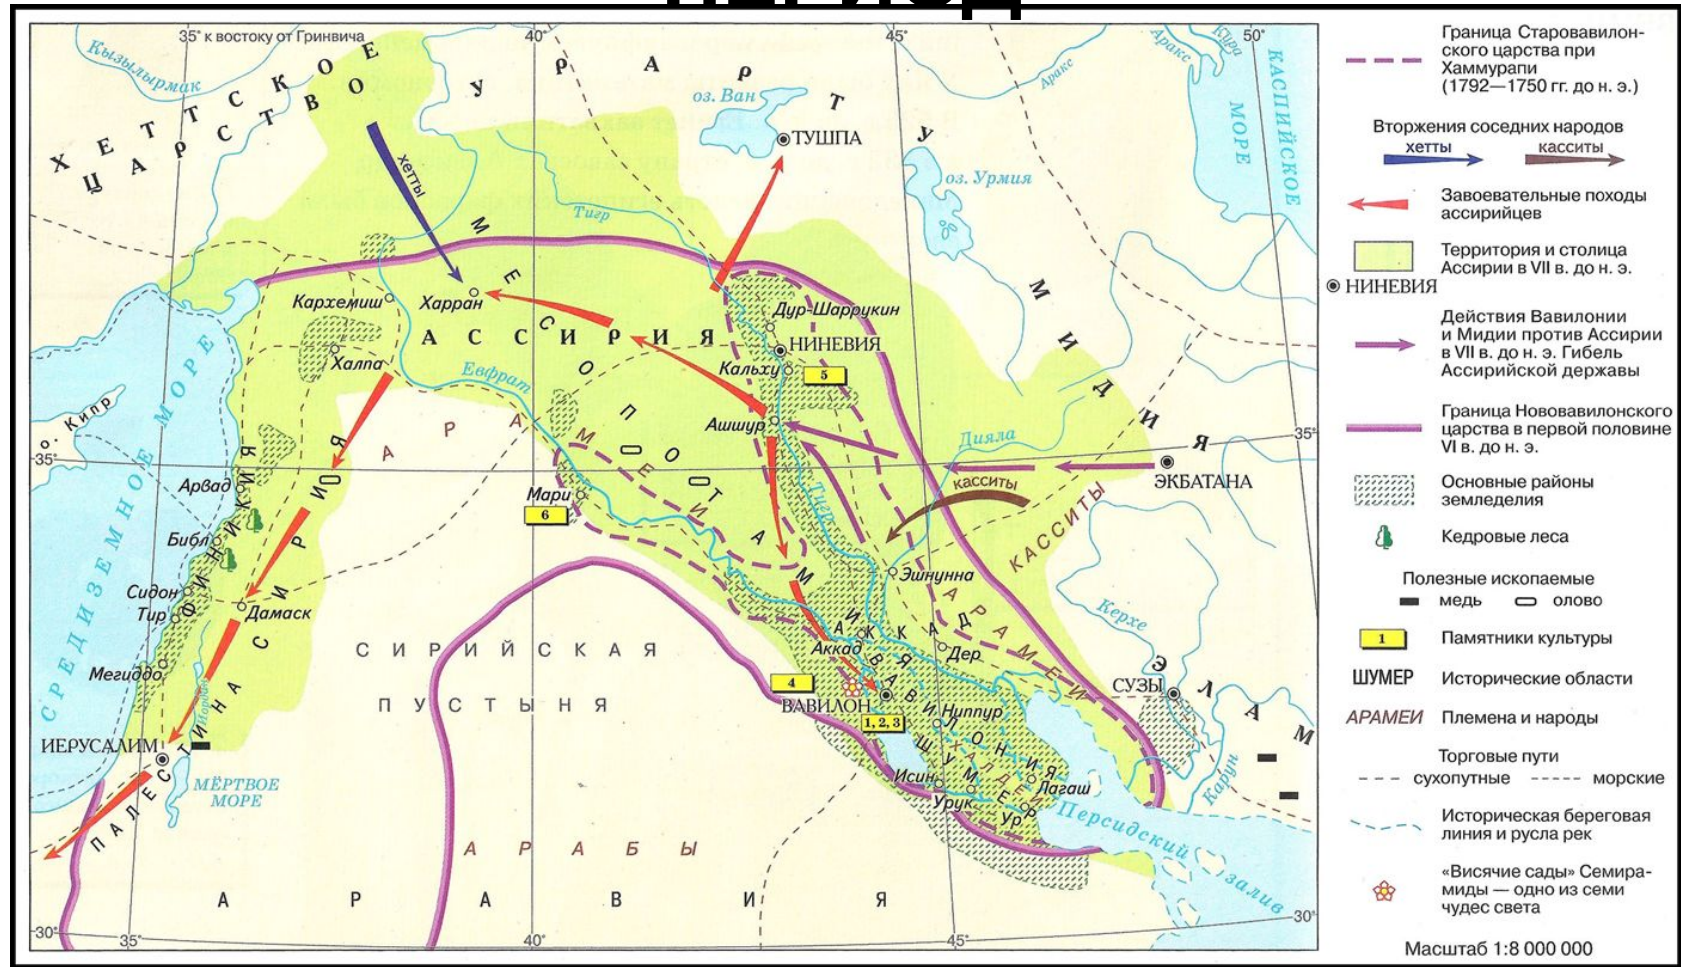 ПЕРИОД
35° к востоку от Гринвича
40°
45°
50°
Кызылырмак
ХЕТТСКОЕ
ЦАРСТВО
УРАРТУ
оз. Ван
ТУШПА
Аракс
Аракс
Кура
КАСПИЙСКОЕ
МОРЕ
оз. Урмия
хетты
Тигр
МЕСОПОТАМИЯ
МИДИЯ
Кархемиш
Харран
АССИРИЯ
Дур-Шаррукин
НИНЕВИЯ
Кальху
5
Халпа
Евфрат
о. Кипр
СРЕДИЗЕМНОЕ МОРЕ
АРАМЕИ
Ашшур
Дияла
35°
35°
ЭКБАТАНА
касситы
КАССИТЫ
Арвад
ФИНИКИЯ
СИРИЯ
Мари
6
Тигр
Библ
Сидон
Тир
Дамаск
Эшнунна
АРАМЕИ
Керхе
СИРИЙСКАЯ
ПУСТЫНЯ
АККАД
Аккад
Дер
Мегиддо
Иордан
4
ВАВИЛОН
1, 2, 3
ВАВИЛОНИЯ
Ниппур
СУЗЫ
ЭЛАМ
ИЕРУСАЛИМ
ПАЛЕСТИНА
МЁРТВОЕ
МОРЕ
ШУМЕР
ХАЛДЕИ
Исин
Урук
Лагаш
Ур
Карун
Персидский
залив
АРАБЫ
АРАВИЯ
30°
30°
35°
40°
45°
Граница Старовавилон-
ского царства при
Хаммурапи
(1792—1750 гг. до н. э.)
Вторжения соседних народов
хетты касситы
Завоевательные походы
ассирийцев
Территория и столица
Ассирии в VII в. до н. э.
НИНЕВИЯ
Действия Вавилонии
и Мидии против Ассирии
в VII в. до н. э. Гибель
Ассирийской державы
Граница Нововавилонского
царства в первой половине
VI в. до н. э.
Основные районы
земледелия
Кедровые леса
Полезные ископаемые
медь олово
1 Памятники культуры
ШУМЕР Исторические области
АРАМЕИ Племена и народы
Торговые пути
сухопутные морские
Историческая береговая
линия и русла рек
«Висячие сады» Семира-
миды — одно из семи
чудес света
Масштаб 1:8 000 000